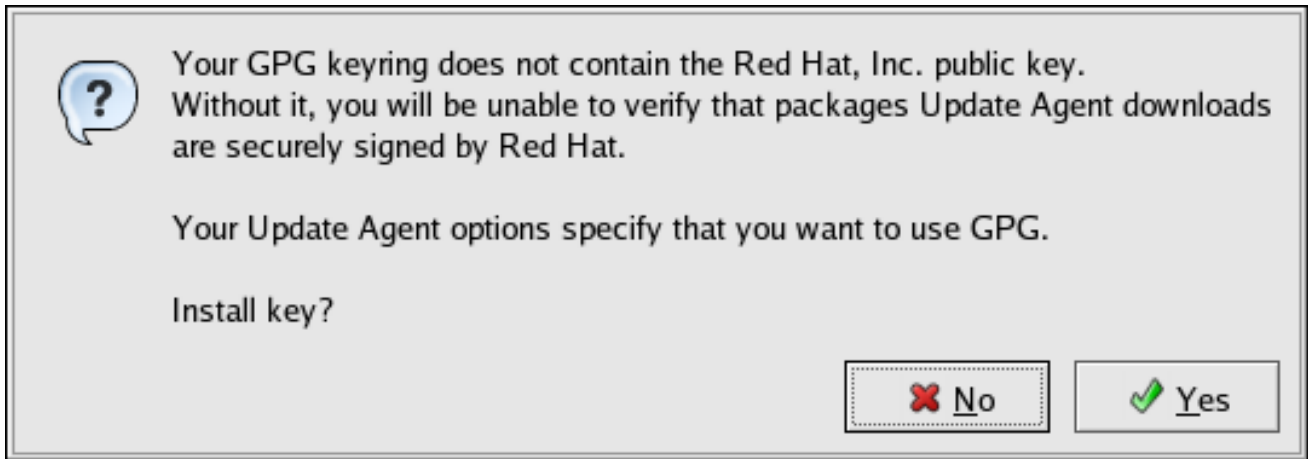 Your GPG keyring does not contain the Red Hat, Inc. public key.
Without it, you will be unable to verify that packages Update Agent downloads
are securely signed by Red Hat.
Your Update Agent options specify that you want to use GPG.
Install key?
No
Yes